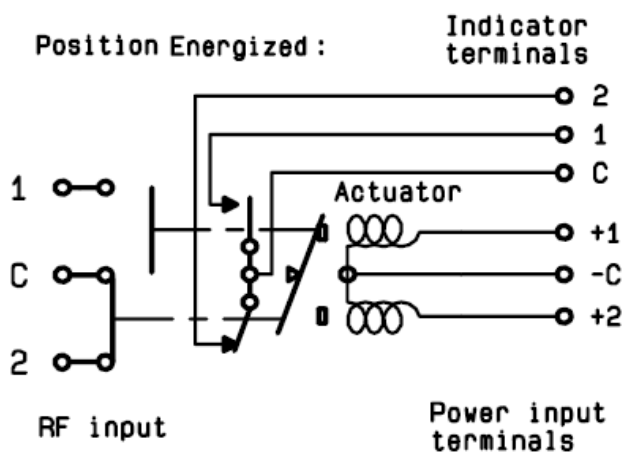 Position Energized :
Indicator
terminals
2
1
C
1
Actuator
+1
C
-C
+2
2
RF input
Power input
terminals